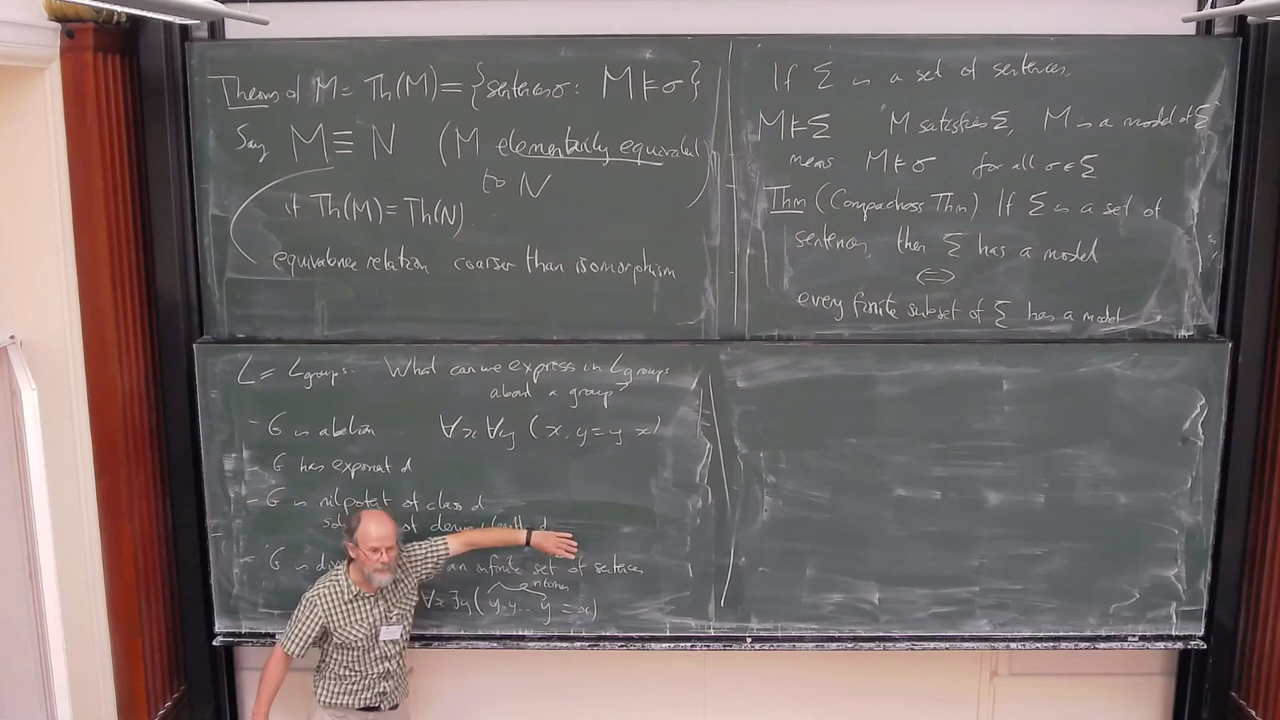 Theory of M = Th(M) = {sentences σ : M ⊨ σ}
Say M ≡ N (M elementarily equivalent
to N)
if Th(M) = Th(N)
equivalence relation coarser than isomorphism
If Σ is a set of sentences,
M ⊨ Σ "M satisfies Σ, M is a model of Σ"
means M ⊨ σ for all σ ∈ Σ
Thm (Compactness Thm) If Σ is a set of
sentences, then Σ has a model
⇔
every finite subset of Σ has a model
L = Lgroups. What can we express in Lgroups
about a group?
- G is abelian ∀x ∀y (x.y = y.x)
- G has exponent d
- G is nilpotent of class d
of derived length d
- G is an infinite set of sentences
n times
∀x ∃y (y.y...y = x)